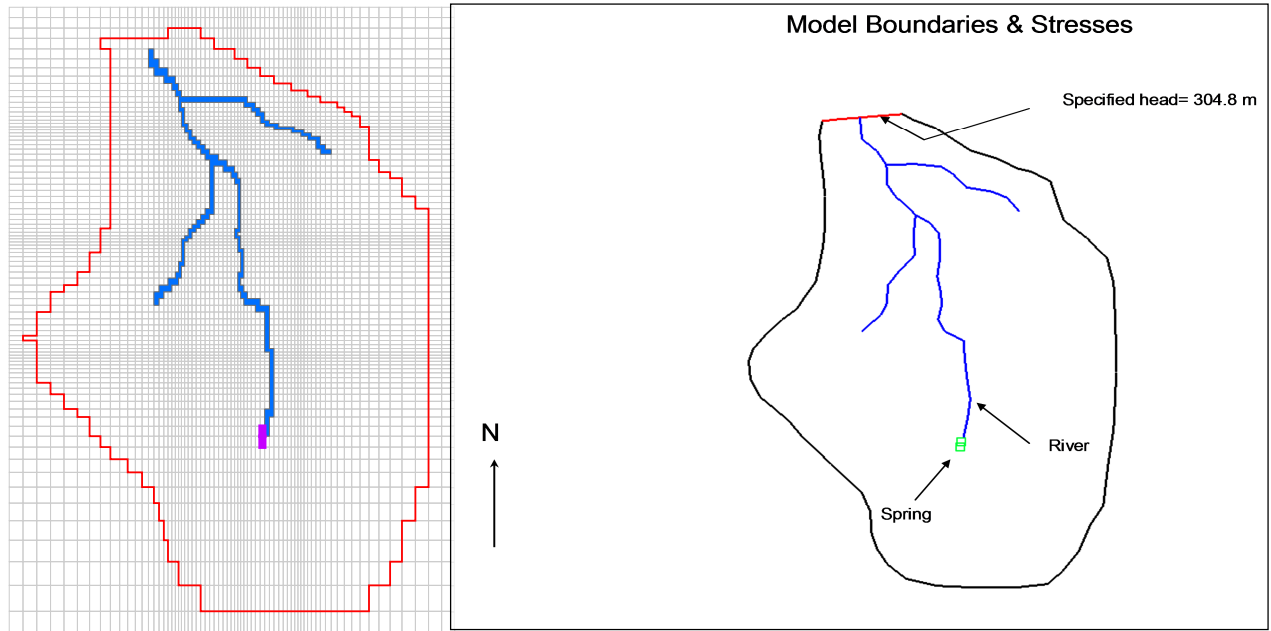 Model Boundaries & Stresses
Specified head= 304.8 m
N
River
Spring